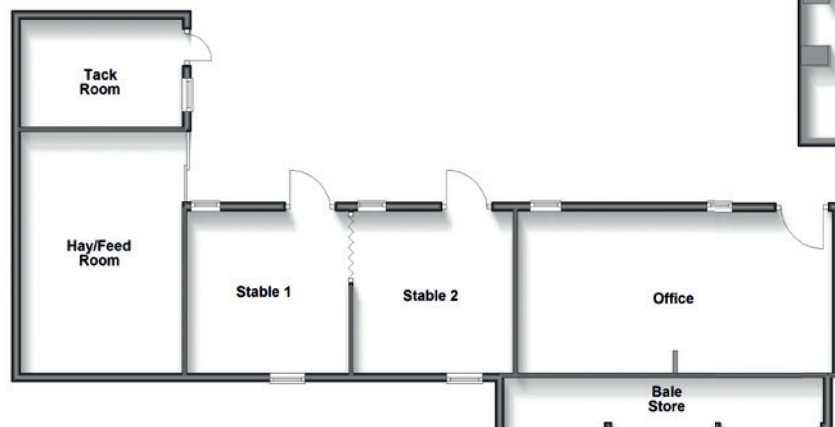 Tack
Room
Hay/Feed
Room
Stable 1
Stable 2
Office
Bale
Store